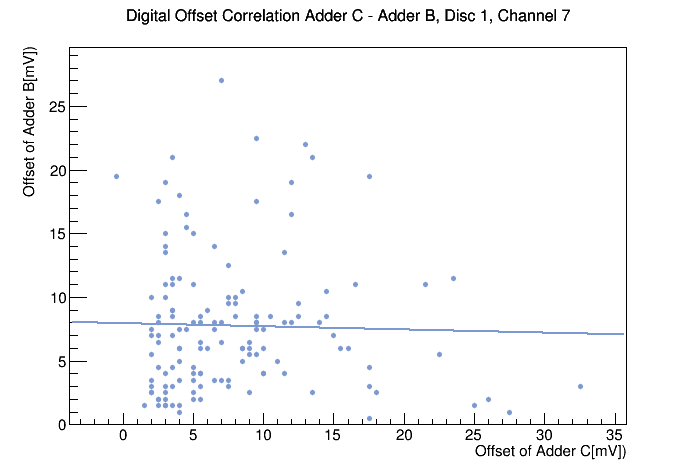 Digital Offset Correlation Adder C - Adder B, Disc 1, Channel 7
Offset of Adder B[mV])
25
20
15
10
5
0
0 5 10 15 20 25 30 35
Offset of Adder C[mV])